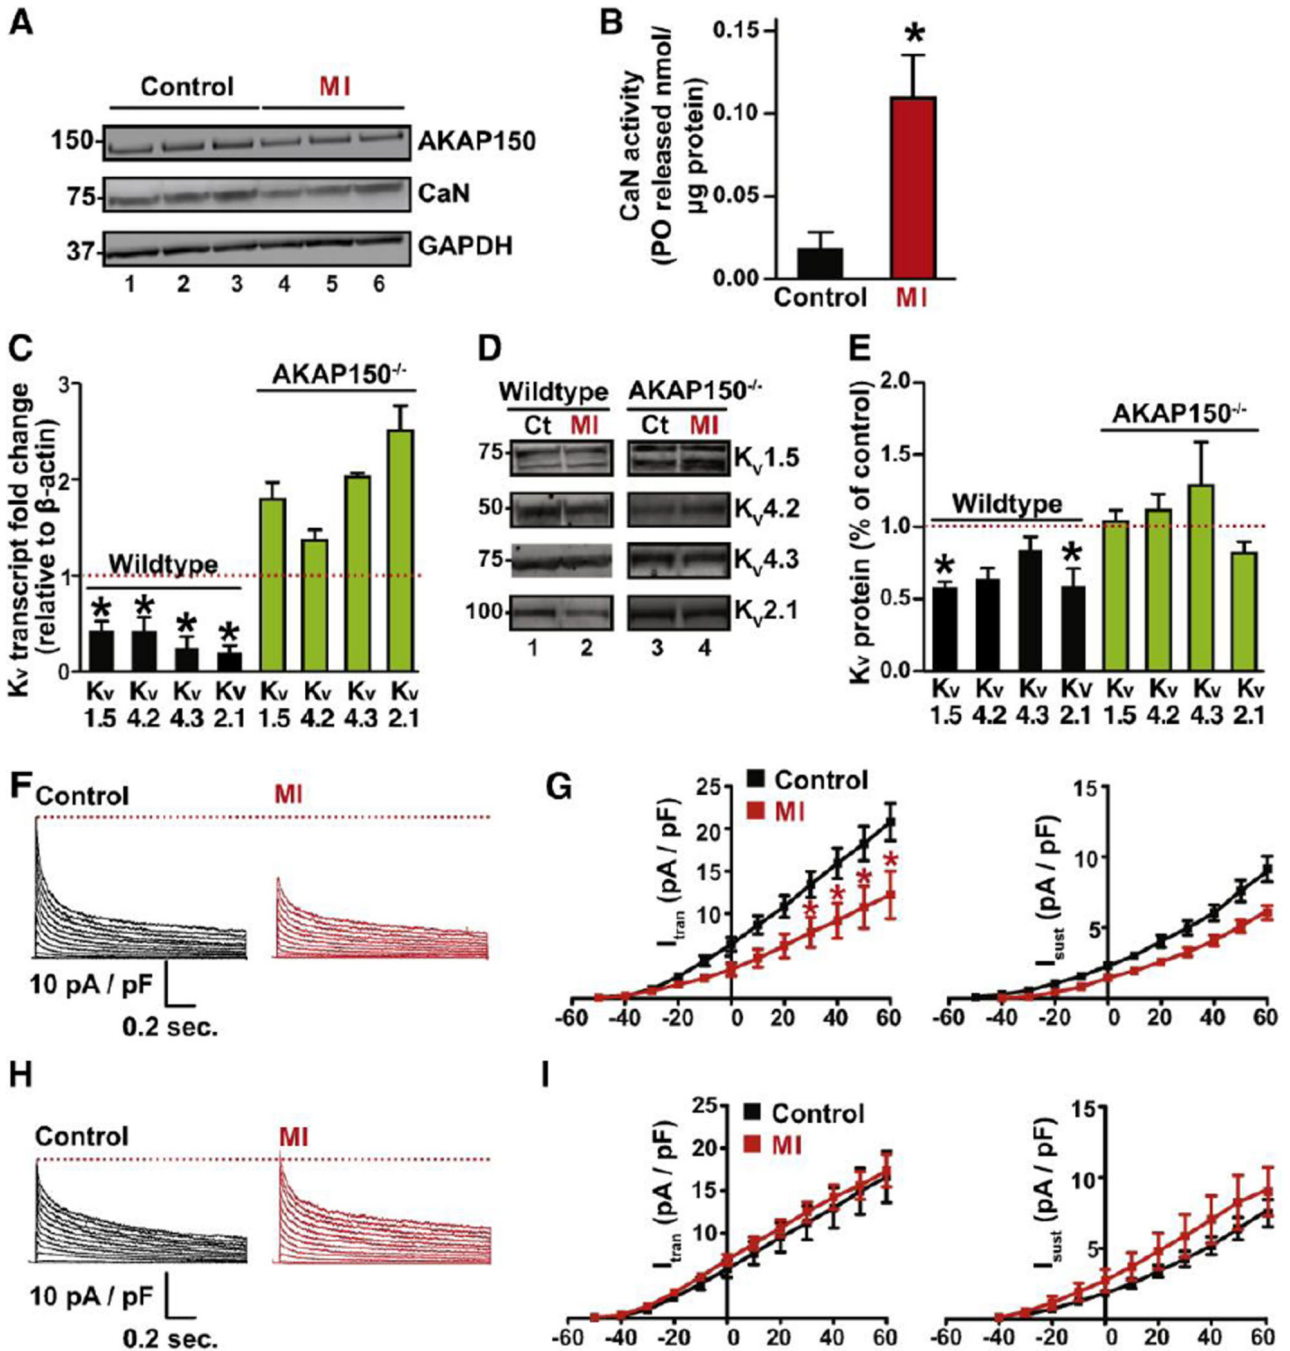 A
Control MI
150- AKAP150
75- CaN
37- GAPDH
1 2 3 4 5 6
B
CaN activity
(PO released nmol/
µg protein)
0.15
0.10
0.05
0.00
*
Control MI
C
Kv transcript fold change
(relative to β-actin)
3
2
1
0
AKAP150-/-
Wildtype
* * * *
Kv Kv Kv Kv Kv Kv Kv Kv
1.5 4.2 4.3 2.1 1.5 4.2 4.3 2.1
D
Wildtype AKAP150-/-
Ct MI Ct MI
75- KV1.5
50- KV4.2
75- KV4.3
100- KV2.1
1 2 3 4
E
Kv protein (% of control)
2.0
1.5
1.0
0.5
0.0
AKAP150-/-
Wildtype
* *
Kv Kv Kv Kv Kv Kv Kv Kv
1.5 4.2 4.3 2.1 1.5 4.2 4.3 2.1
F
Control MI
10 pA / pF
0.2 sec.
G
Control
MI
Itran (pA / pF)
25
20
15
10
* * * *
-60 -40 -20 0 20 40 60
Isust (pA / pF)
15
10
5
-60 -40 -20 0 20 40 60
H
Control MI
10 pA / pF
0.2 sec.
I
Control
MI
Itran (pA / pF)
25
20
15
10
-60 -40 -20 0 20 40 60
Isust (pA / pF)
15
10
5
-60 -40 -20 0 20 40 60